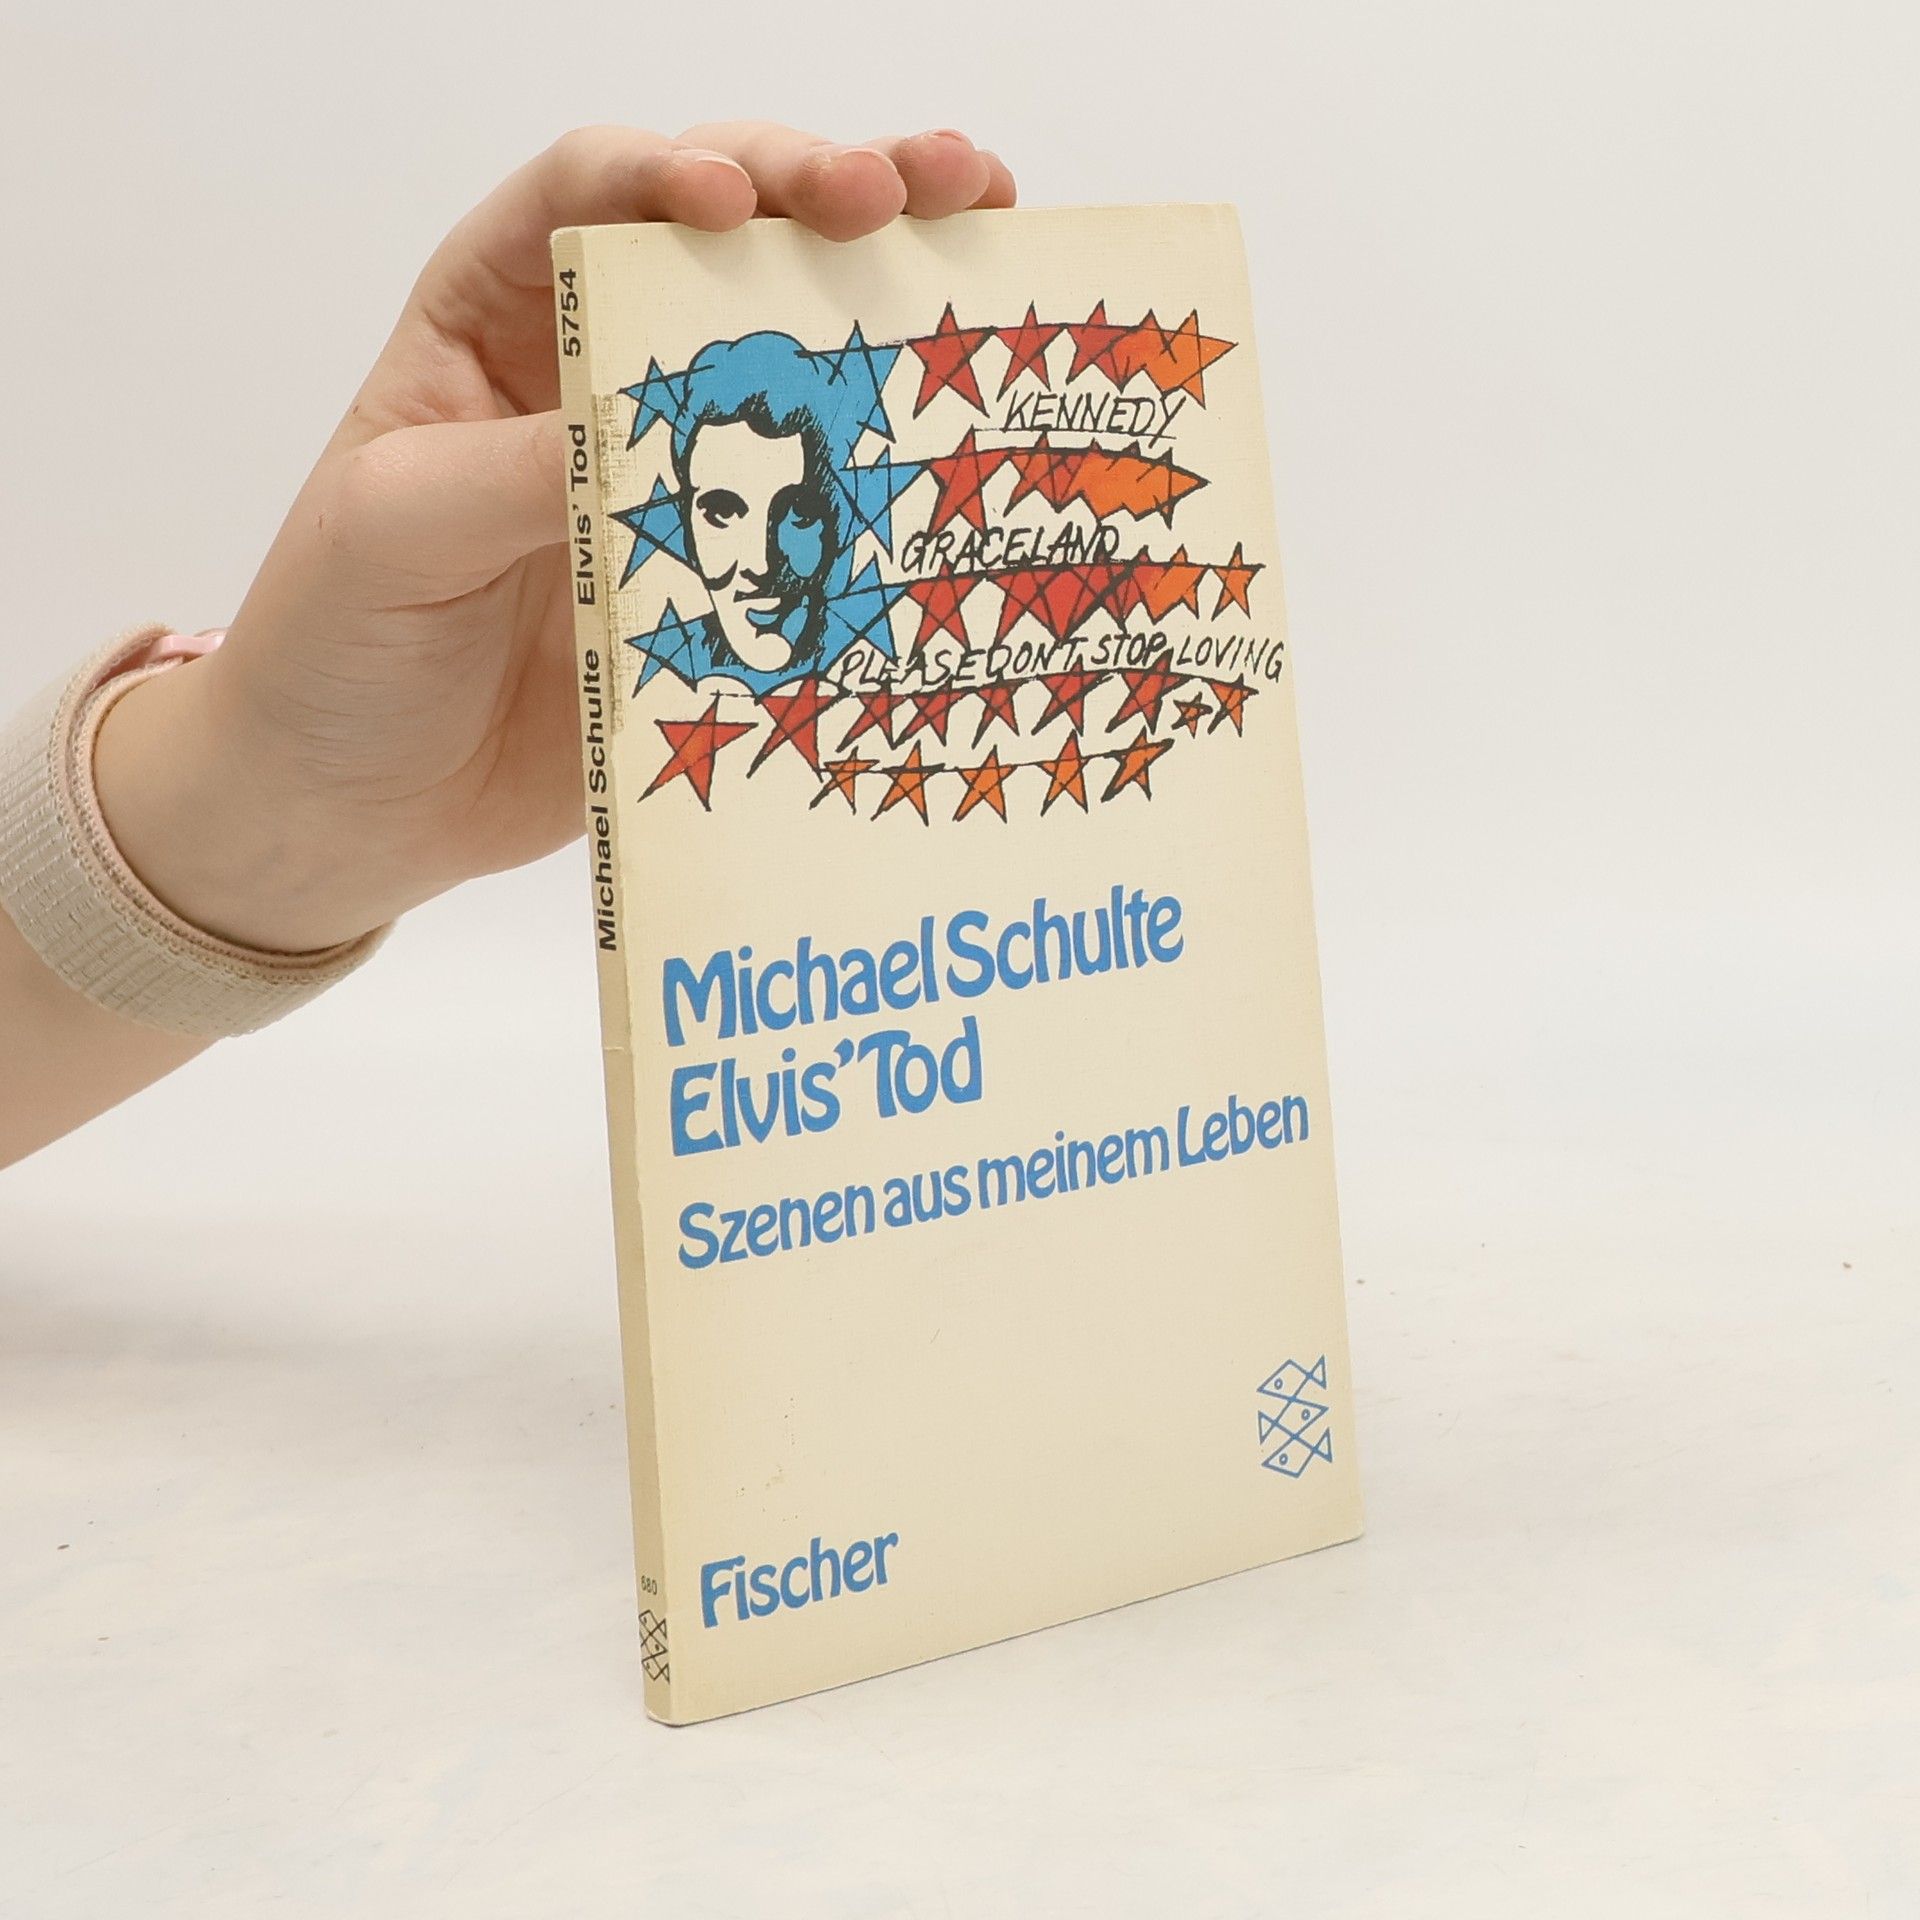 Michael Schulte Elvis' Tod 5754
680
KENNEDY
GRACELAND
PLEASE DON'T STOP LOVING
Michael Schulte
Elvis' Tod
Szenen aus meinem Leben
Fischer